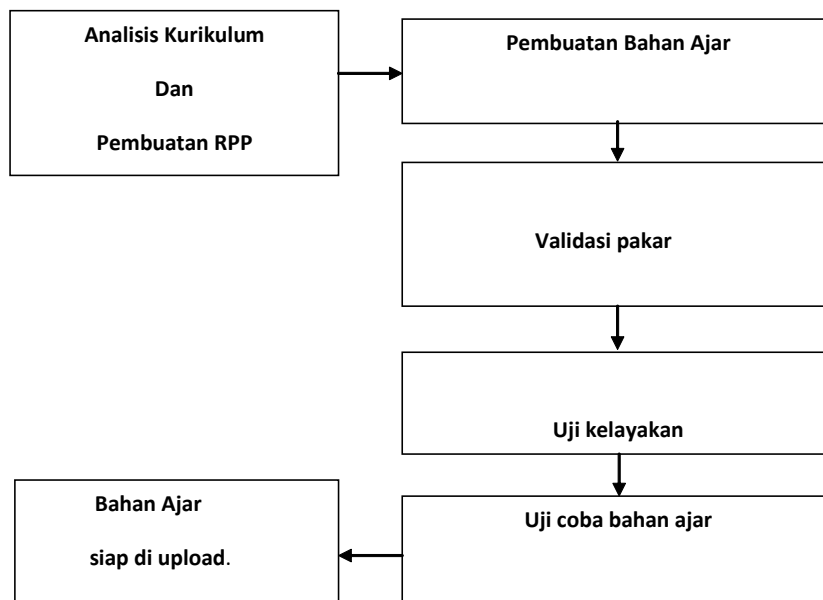 Analisis Kurikulum
Dan
Pembuatan RPP
Pembuatan Bahan Ajar
Validasi pakar
Uji kelayakan
Uji coba bahan ajar
Bahan Ajar
siap di upload.